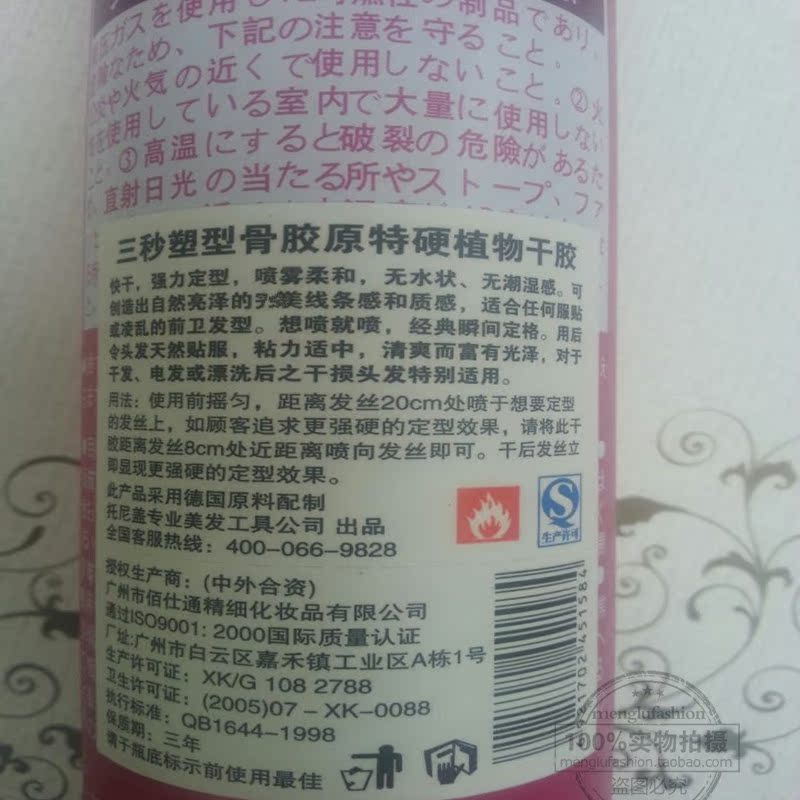 圧ガスを使用した可燃性の製品であり、
険なため、下記の注意を守ること。
炎や火気の近くで使用しないこと。②火
を使用している室内で大量に使用しない
こと。③高温にすると破裂の危険があるた
直射日光の当たる所やストーブ、ファ
三秒塑型骨胶原特硬植物干胶
快干，强力定型，喷雾柔和，无水状、无潮湿感。可
创造出自然亮泽的完美线条感和质感，适合任何服贴
或凌乱的前卫发型。想喷就喷，经典瞬间定格。用后
令头发天然贴服，粘力适中，清爽而富有光泽，对于
干发、电发或漂洗后之干损头发特别适用。
用法：使用前摇匀，距离发丝20cm处喷于想要定型
的发丝上，如顾客追求更强硬的定型效果，请将此干
胶距离发丝8cm处近距离喷向发丝即可。干后发丝立
即显现更强硬的定型效果。
此产品采用德国原料配制
托尼盖专业美发工具公司 出品
全国客服热线：400-066-9828
生产许可
授权生产商：(中外合资)
广州市佰仕通精细化妆品有限公司
通过ISO9001: 2000国际质量认证
厂址:广州市白云区嘉禾镇工业区A栋1号
生产许可证：XK/G 108 2788
卫生许可证：(2005)07 - XK-0088
执行标准：QB1644-1998
保质期：三年
请于瓶底标示前使用最佳
21702 451584
menglufashion
100%实物拍摄
menglufashion.taobao.com
盗图必究